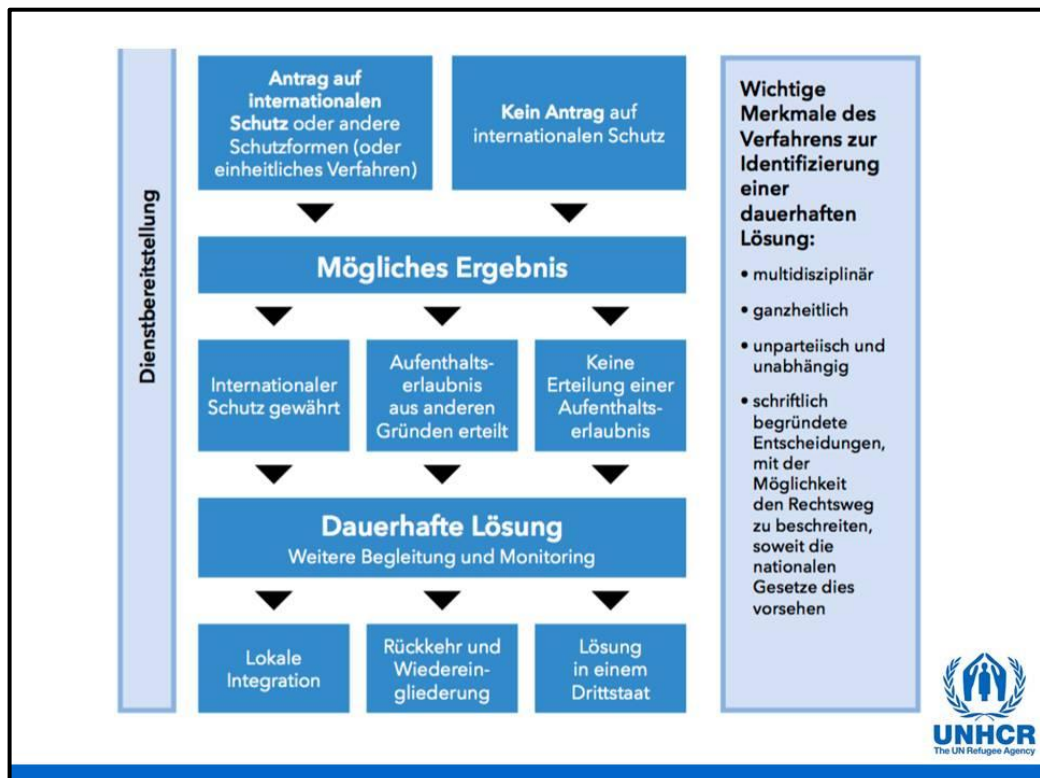 Dienstbereitstellung
Antrag auf
internationalen
Schutz oder andere
Schutzformen (oder
einheitliches Verfahren)
Kein Antrag auf
internationalen Schutz
Mögliches Ergebnis
Internationaler
Schutz gewährt
Aufenthalts-
erlaubnis
aus anderen
Gründen erteilt
Keine
Erteilung einer
Aufenthalts-
erlaubnis
Dauerhafte Lösung
Weitere Begleitung und Monitoring
Lokale
Integration
Rückkehr und
Wiederein-
gliederung
Lösung
in einem
Drittstaat
Wichtige
Merkmale des
Verfahrens zur
Identifizierung
einer
dauerhaften
Lösung:
• multidisziplinär
• ganzheitlich
• unparteiisch und
unabhängig
• schriftlich
begründete
Entscheidungen,
mit der
Möglichkeit
den Rechtsweg
zu beschreiten,
soweit die
nationalen
Gesetze dies
vorsehen
UNHCR
The UN Refugee Agency